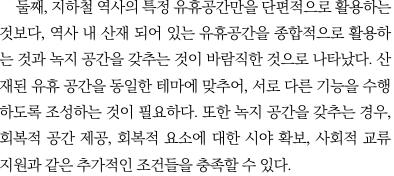 둘째, 지하철 역사의 특정 유휴공간만을 단편적으로 활용하는
것보다, 역사 내 산재 되어 있는 유휴공간을 종합적으로 활용하
는 것과 녹지 공간을 갖추는 것이 바람직한 것으로 나타났다. 산
재된 유휴 공간을 동일한 테마에 맞추어, 서로 다른 기능을 수행
하도록 조성하는 것이 필요하다. 또한 녹지 공간을 갖추는 경우,
회복적 공간 제공, 회복적 요소에 대한 시야 확보, 사회적 교류
지원과 같은 추가적인 조건들을 충족할 수 있다.